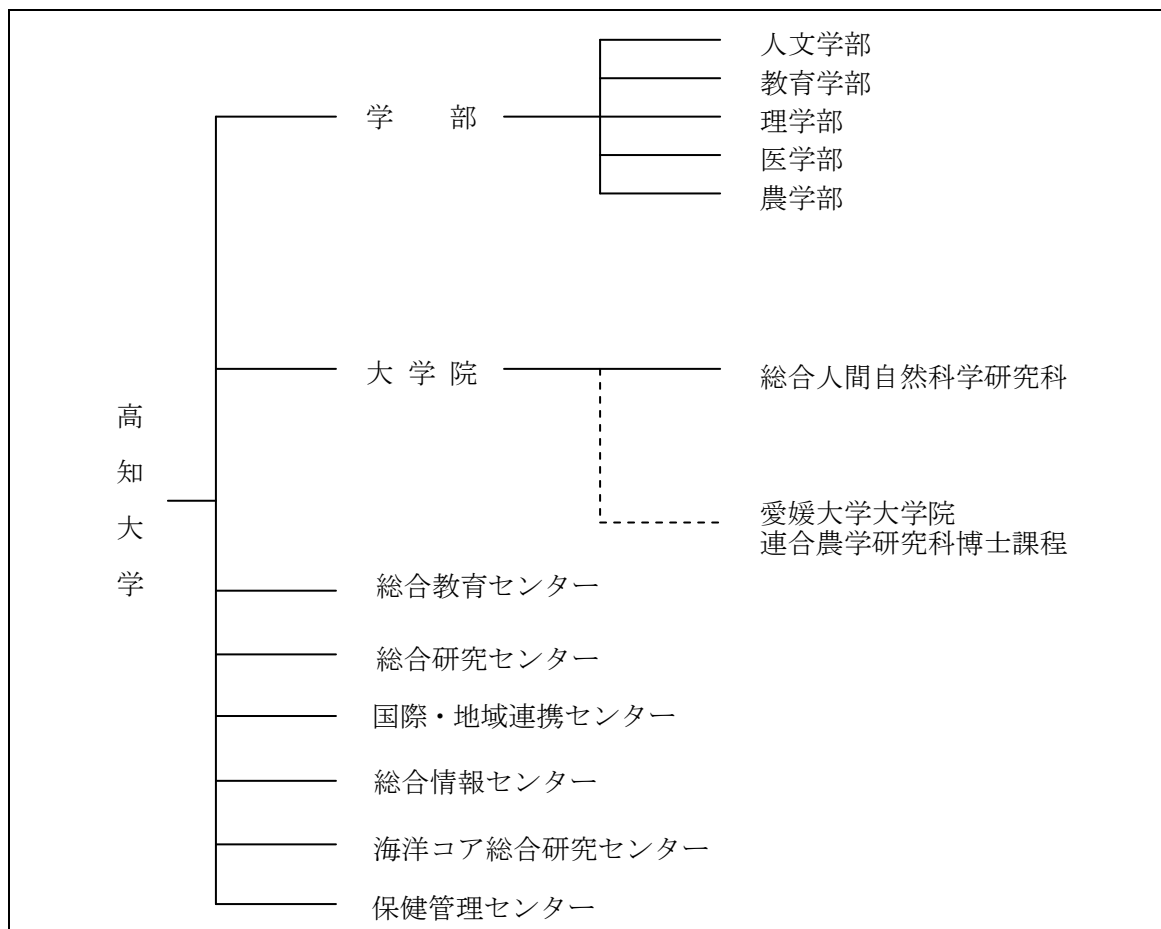 高知大学
学　部
人文学部
教育学部
理学部
医学部
農学部
大学院
総合人間自然科学研究科
愛媛大学大学院
連合農学研究科博士課程
総合教育センター
総合研究センター
国際・地域連携センター
総合情報センター
海洋コア総合研究センター
保健管理センター